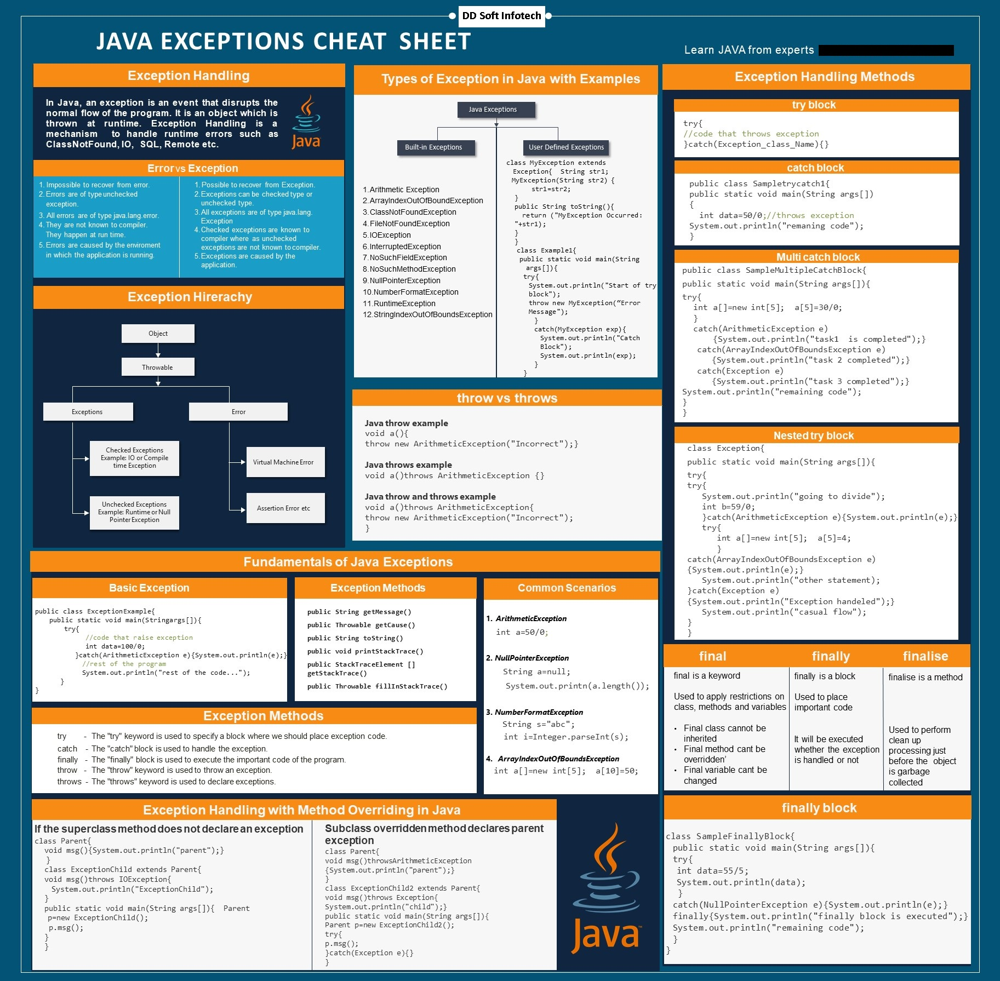 DD Soft Infotech
JAVA EXCEPTIONS CHEAT SHEET
Learn JAVA from experts
Exception Handling
In Java, an exception is an event that disrupts the
normal flow of the program. It is an object which is
thrown at runtime. Exception Handling is a
mechanism to handle runtime errors such as
ClassNotFound, IO, SQL, Remote etc.
Java
Error vs Exception
1. Impossible to recover from error.
2. Errors are of type unchecked
exception.
3. All errors are of type java.lang.error.
4. They are not known to compiler.
They happen at run time.
5. Errors are caused by the enviroment
in which the application is running.
1. Possible to recover from Exception.
2. Exceptions can be checked type or
unchecked type.
3. All exceptions are of type java.lang.
Exception
4. Checked exceptions are known to
compiler where as unchecked
exceptions are not known to compiler.
5. Exceptions are caused by the
application.
Exception Hirerachy
Object
Throwable
Exceptions
Error
Checked Exceptions
Example: IO or Compile
time Exception
Virtual Machine Error
Unchecked Exceptions
Example: Runtime or Null
Pointer Exception
Assertion Error etc
Types of Exception in Java with Examples
Java Exceptions
Built-in Exceptions
User Defined Exceptions
1. Arithmetic Exception
2. ArrayIndexOutOfBoundException
3. ClassNotFoundException
4. FileNotFoundException
5. IOException
6. InterruptedException
7. NoSuchFieldException
8. NoSuchMethodException
9. NullPointerException
10. NumberFormatException
11. RuntimeException
12. StringIndexOutOfBoundsException
class MyException extends
Exception{ String str1;
MyException(String str2) {
str1=str2;
}
public String toString(){
return ("MyException Occurred:
"+str1);
}
}
class Example1{
public static void main(String
args[]){
try{
System.out.println("Start of try
block");
throw new MyException(“Error
Message");
}
catch(MyException exp){
System.out.println("Catch
Block");
System.out.println(exp);
}
}
throw vs throws
Java throw example
void a(){
throw new ArithmeticException("Incorrect");}
Java throws example
void a()throws ArithmeticException {}
Java throw and throws example
void a()throws ArithmeticException{
throw new ArithmeticException("Incorrect");
}
Exception Handling Methods
try block
try{
//code that throws exception
}catch(Exception_class_Name){}
catch block
public class Sampletrycatch1{
public static void main(String args[])
{
int data=50/0;//throws exception
System.out.println("remaning code");
}
Multi catch block
public class SampleMultipleCatchBlock{
public static void main(String args[]){
try{
int a[]=new int[5]; a[5]=30/0;
}
catch(ArithmeticException e)
{System.out.println("task1 is completed");}
catch(ArrayIndexOutOfBoundsException e)
{System.out.println("task 2 completed");}
catch(Exception e)
{System.out.println("task 3 completed");}
System.out.println("remaining code");
}
}
Nested try block
class Exception{
public static void main(String args[]){
try{
try{
System.out.println("going to divide");
int b=59/0;
}catch(ArithmeticException e){System.out.println(e);}
try{
int a[]=new int[5]; a[5]=4;
}
catch(ArrayIndexOutOfBoundsException e)
{System.out.println(e);}
System.out.println("other statement);
}catch(Exception e)
{System.out.println("Exception handeled");}
System.out.println("casual flow");
}
}
Fundamentals of Java Exceptions
Basic Exception
public class ExceptionExample{
public static void main(Stringargs[]){
try{
//code that raise exception
int data=100/0;
}catch(ArithmeticException e){System.out.println(e);}
//rest of the program
System.out.println("rest of the code...");
}
}
Exception Methods
public String getMessage()
public Throwable getCause()
public String toString()
public void printStackTrace()
public StackTraceElement []
getStackTrace()
public Throwable fillInStackTrace()
Common Scenarios
1. ArithmeticException
int a=50/0;
2. NullPointerException
String a=null;
System.out.printn(a.length());
3. NumberFormatException
String s="abc";
int i=Integer.parseInt(s);
4. ArrayIndexOutOfBoundsException
int a[]=new int[5]; a[10]=50;
Exception Methods
try - The "try" keyword is used to specify a block where we should place exception code.
catch - The "catch" block is used to handle the exception.
finally - The "finally" block is used to execute the important code of the program.
throw - The "throw" keyword is used to throw an exception.
throws - The "throws" keyword is used to declare exceptions.
final
final is a keyword
Used to apply restrictions on
class, methods and variables
• Final class cannot be
inherited
• Final method cant be
overridden’
• Final variable cant be
changed
finally
finally is a block
Used to place
important code
It will be executed
whether the exception
is handled or not
finalise
finalise is a method
Used to perform
clean up
processing just
before the object
is garbage
collected
Exception Handling with Method Overriding in Java
If the superclass method does not declare an exception
class Parent{
void msg(){System.out.println("parent");}
}
class ExceptionChild extends Parent{
void msg()throws IOException{
System.out.println("ExceptionChild");
}
public static void main(String args[]){ Parent
p=new ExceptionChild();
p.msg();
}
}
Subclass overridden method declares parent
exception
class Parent{
void msg()throwsArithmeticException
{System.out.println("parent");}
}
class ExceptionChild2 extends Parent{
void msg()throws Exception{
System.out.println("child");}
public static void main(String args[]){
Parent p=new ExceptionChild2();
try{
p.msg();
}catch(Exception e){}
}
Java™
finally block
class SampleFinallyBlock{
public static void main(String args[]){
try{
int data=55/5;
System.out.println(data);
}
catch(NullPointerException e){System.out.println(e);}
finally{System.out.println("finally block is executed");}
System.out.println("remaining code");
}
}